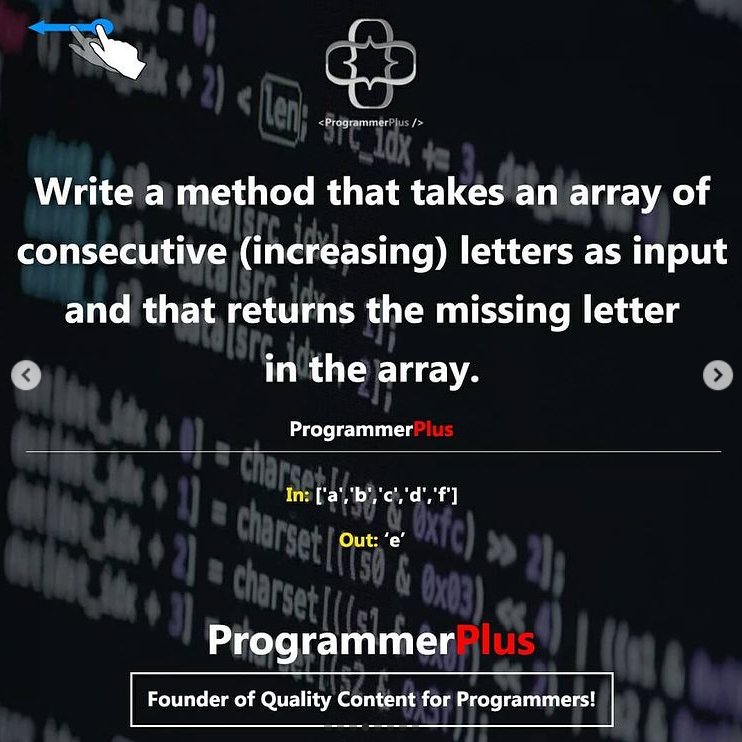 <ProgrammerPlus />
Write a method that takes an array of
consecutive (increasing) letters as input
and that returns the missing letter
in the array.
ProgrammerPlus
In: ['a','b','c','d','f']
Out: ‘e’
ProgrammerPlus
Founder of Quality Content for Programmers!